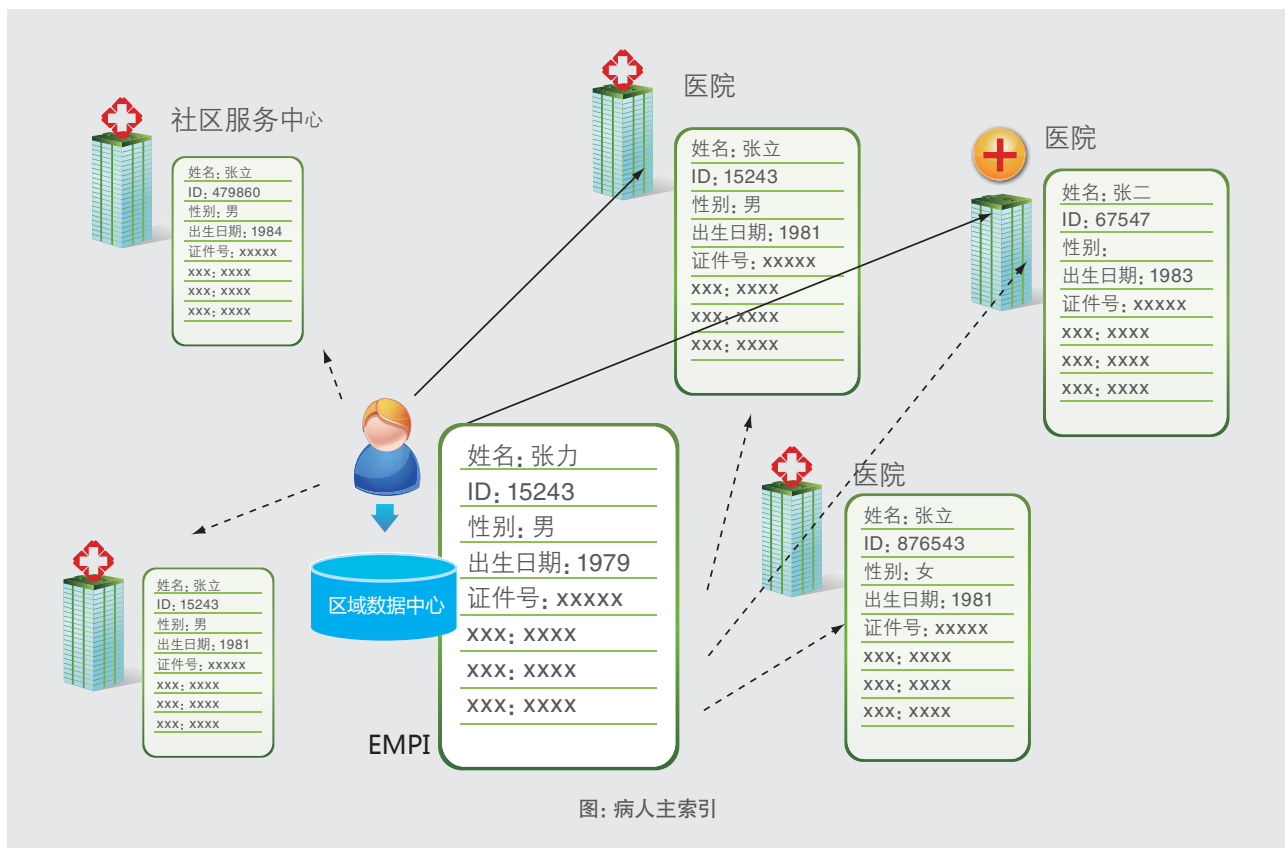 社区服务中心
姓名: 张立
ID: 479860
性别: 男
出生日期: 1984
证件号: xxxxx
xxx: xxxx
xxx: xxxx
xxx: xxxx
医院
姓名: 张立
ID: 15243
性别: 男
出生日期: 1981
证件号: xxxxx
xxx: xxxx
xxx: xxxx
xxx: xxxx
医院
姓名: 张二
ID: 67547
性别:
出生日期: 1983
证件号: xxxxx
xxx: xxxx
xxx: xxxx
xxx: xxxx
姓名: 张力
ID: 15243
性别: 男
出生日期: 1979
证件号: xxxxx
xxx: xxxx
xxx: xxxx
xxx: xxxx
区域数据中心
EMPI
医院
姓名: 张立
ID: 876543
性别: 女
出生日期: 1981
证件号: xxxxx
xxx: xxxx
xxx: xxxx
xxx: xxxx
姓名: 张立
ID: 15243
性别: 男
出生日期: 1981
证件号: xxxxx
xxx: xxxx
xxx: xxxx
xxx: xxxx
图: 病人主索引